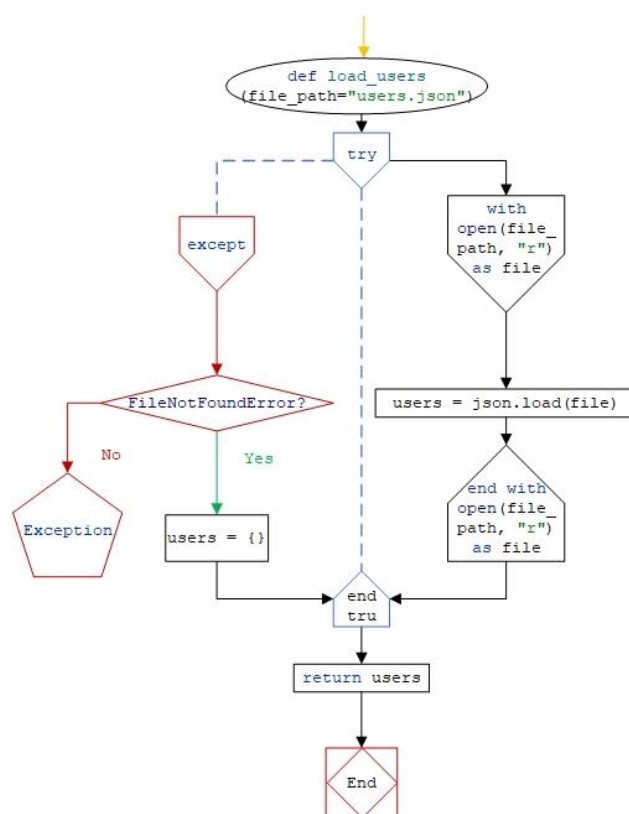 def load_users
(file_path="users.json")
try
with
open(file_
path, "r")
as file
except
FileNotFoundError?
users = json.load(file)
No
Yes
end with
open(file_
path, "r")
as file
Exception
users = {}
end
tru
return users
End